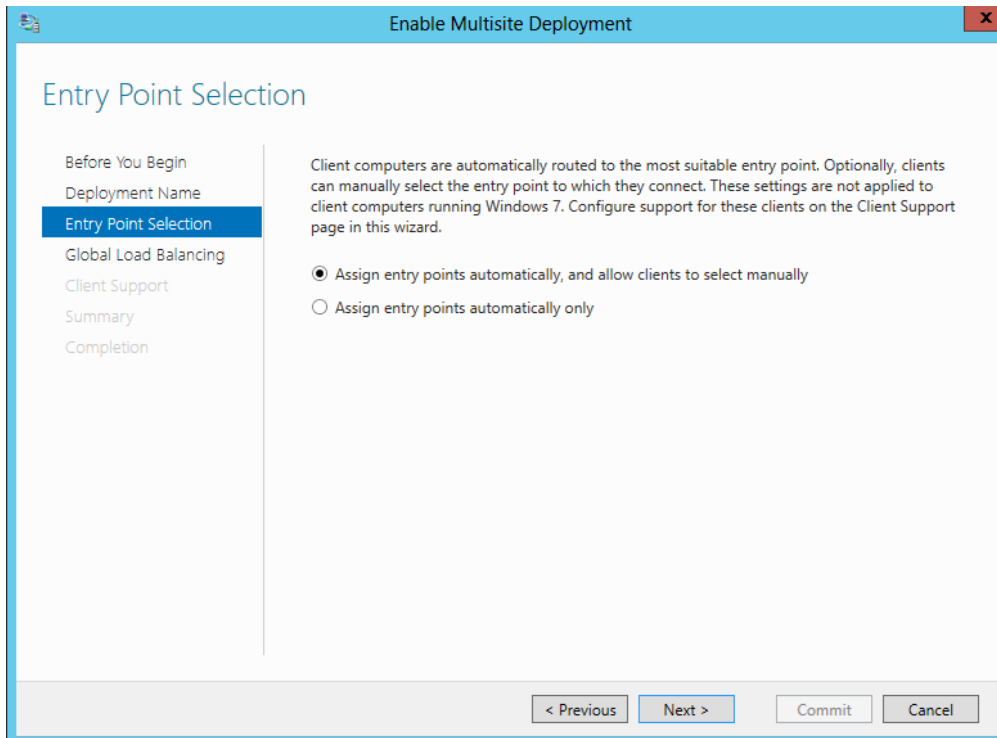 Enable Multisite Deployment
x
Entry Point Selection
Before You Begin
Deployment Name
Entry Point Selection
Global Load Balancing
Client Support
Summary
Completion
Client computers are automatically routed to the most suitable entry point. Optionally, clients
can manually select the entry point to which they connect. These settings are not applied to
client computers running Windows 7. Configure support for these clients on the Client Support
page in this wizard.
Assign entry points automatically, and allow clients to select manually
Assign entry points automatically only
< Previous
Next >
Commit
Cancel